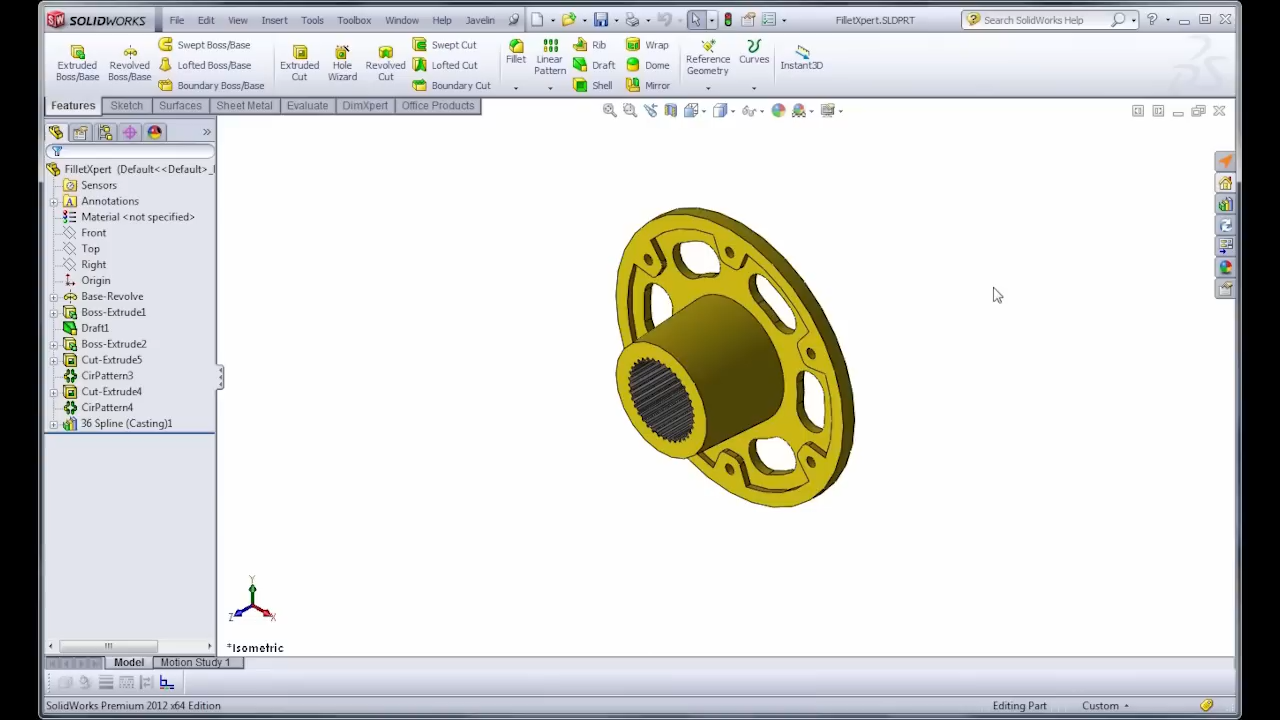 SOLIDWORKS File Edit View Insert Tools Toolbox Window Help Javelin FilletXpert.SLDPRT Search SolidWorks Help
Extruded Boss/Base
Revolved Boss/Base
Swept Boss/Base
Lofted Boss/Base
Boundary Boss/Base
Extruded Cut
Hole Wizard
Revolved Cut
Swept Cut
Lofted Cut
Boundary Cut
Fillet
Linear Pattern
Rib
Draft
Shell
Wrap
Dome
Mirror
Reference Geometry
Curves
Instant3D
Features Sketch Surfaces Sheet Metal Evaluate DimXpert Office Products
FilletXpert (Default<<Default>_
Sensors
Annotations
Material <not specified>
Front
Top
Right
Origin
Base-Revolve
Boss-Extrude1
Draft1
Boss-Extrude2
Cut-Extrude5
CirPattern3
Cut-Extrude4
CirPattern4
36 Spline (Casting)1
Y
Z
X
*Isometric
Model Motion Study 1
SolidWorks Premium 2012 x64 Edition Editing Part Custom